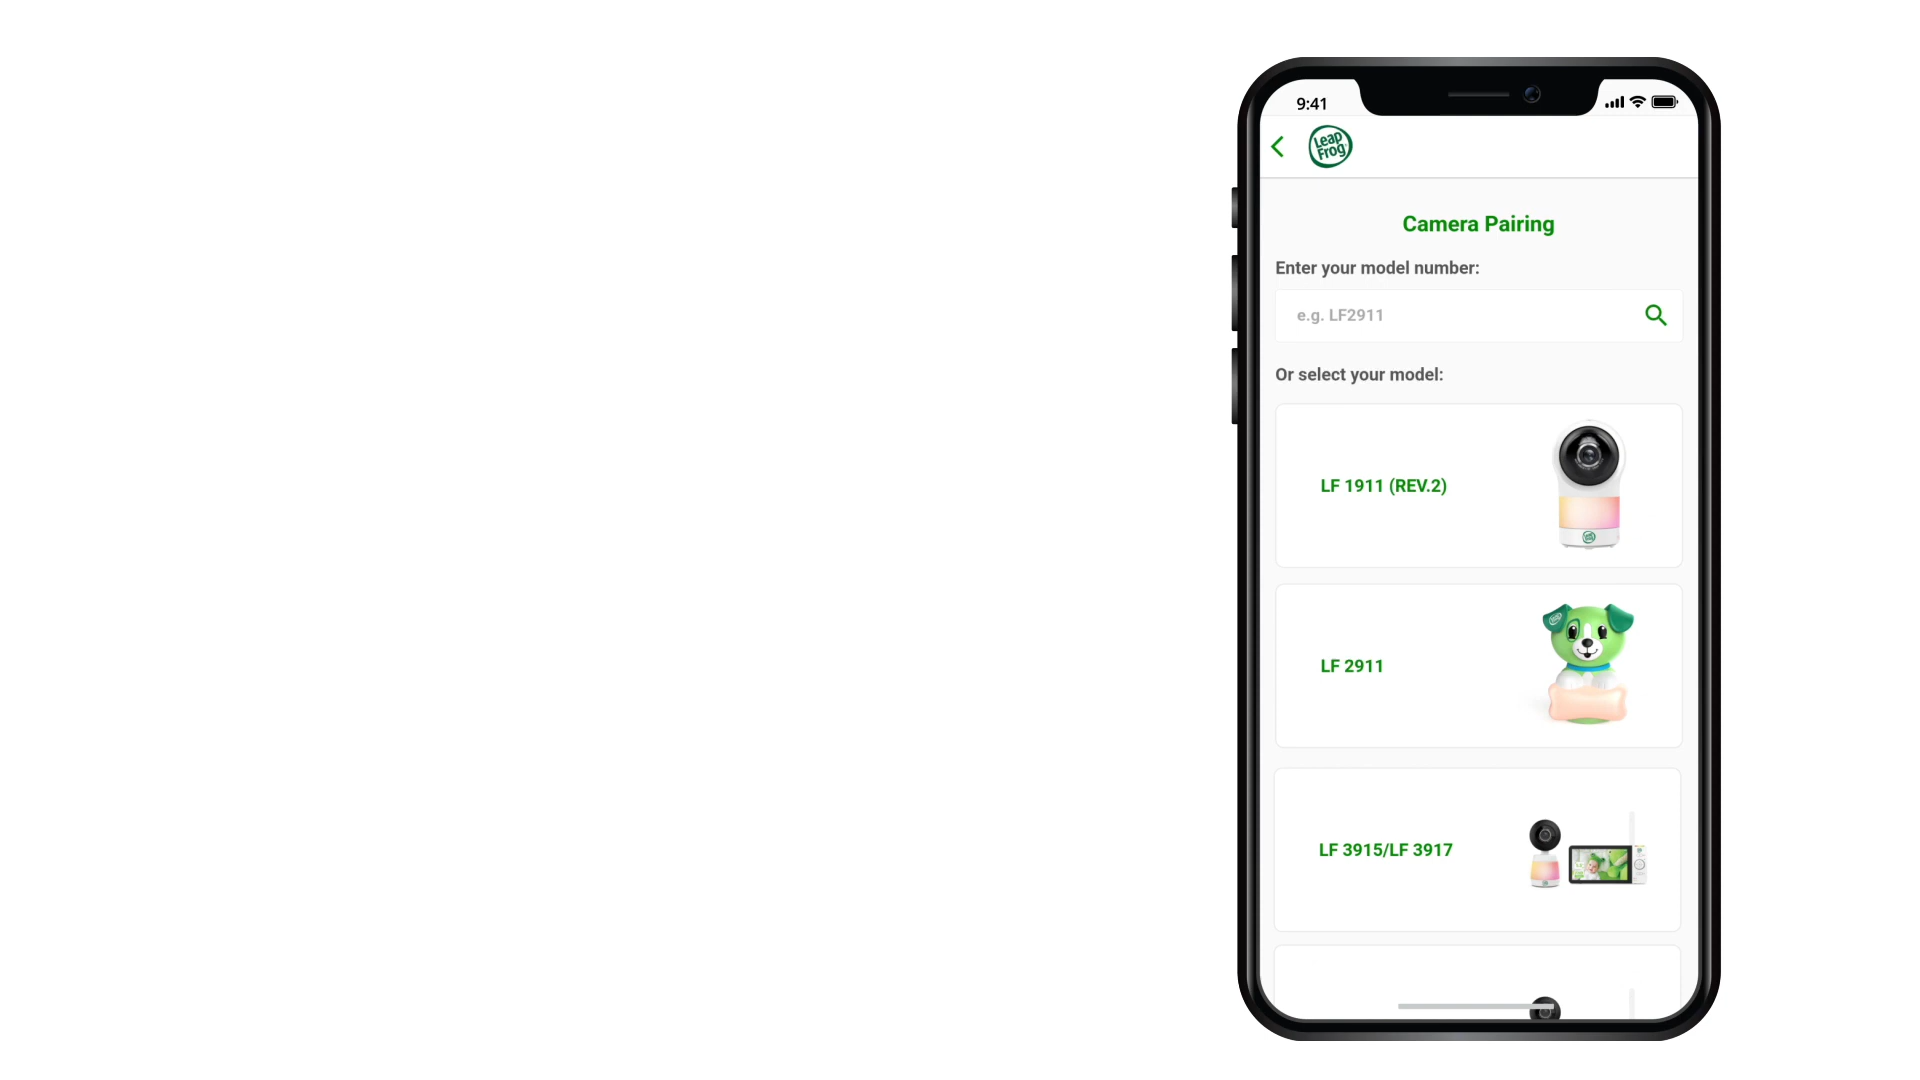 9:41
Leap
Frog
Camera Pairing
Enter your model number:
e.g. LF2911
Or select your model:
LF 1911 (REV.2)
LF 2911
LF 3915/LF 3917